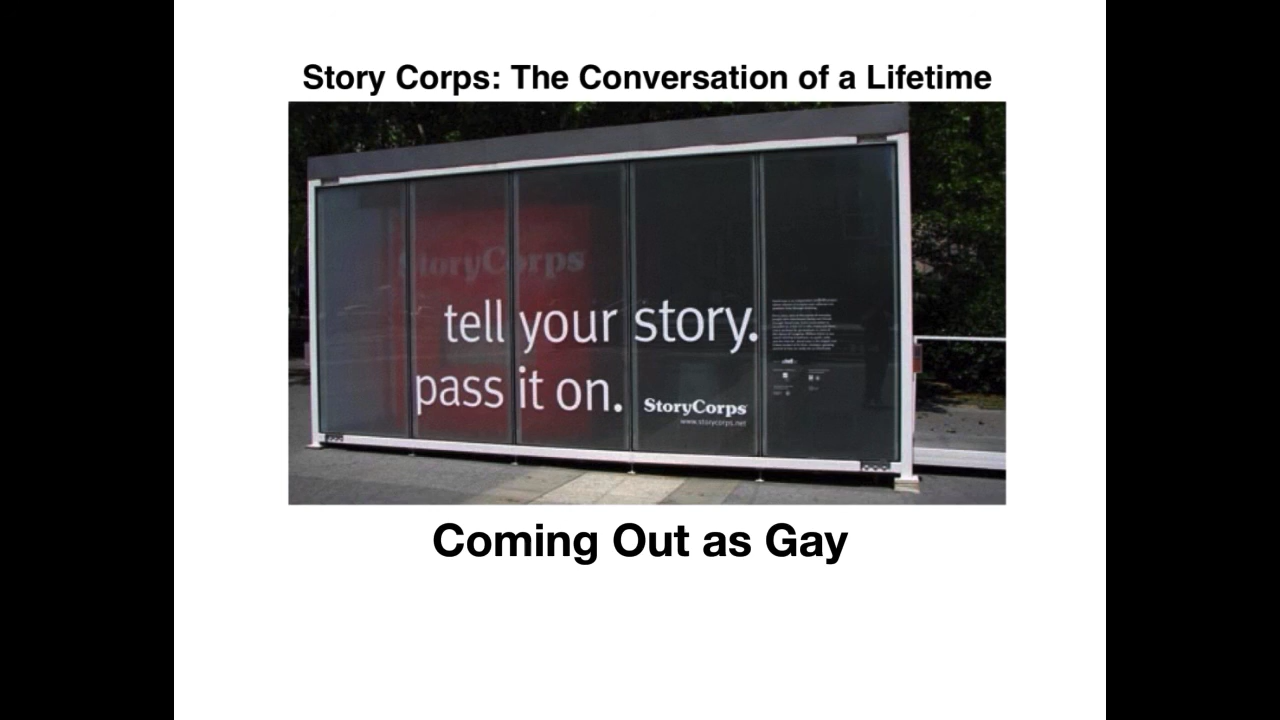 Story Corps: The Conversation of a Lifetime
StoryCorps
tell your story.
pass it on.
StoryCorps
www.storycorps.net
Coming Out as Gay